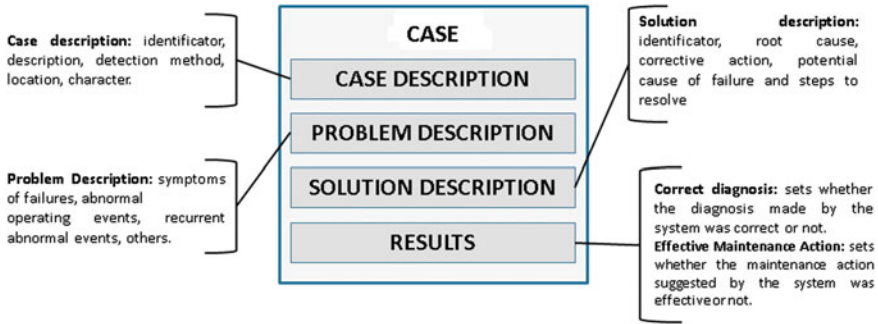 Case description: identificator,
description, detection method,
location, character.
Problem Description: symptoms
of failures, abnormal
operating events, recurrent
abnormal events, others.
CASE
CASE DESCRIPTION
PROBLEM DESCRIPTION
SOLUTION DESCRIPTION
RESULTS
Solution description:
identificator, root cause,
corrective action, potential
cause of failure and steps to
resolve
Correct diagnosis: sets whether
the diagnosis made by the
system was correct or not.
Effective Maintenance Action: sets
whether the maintenance action
suggested by the system was
effective or not.